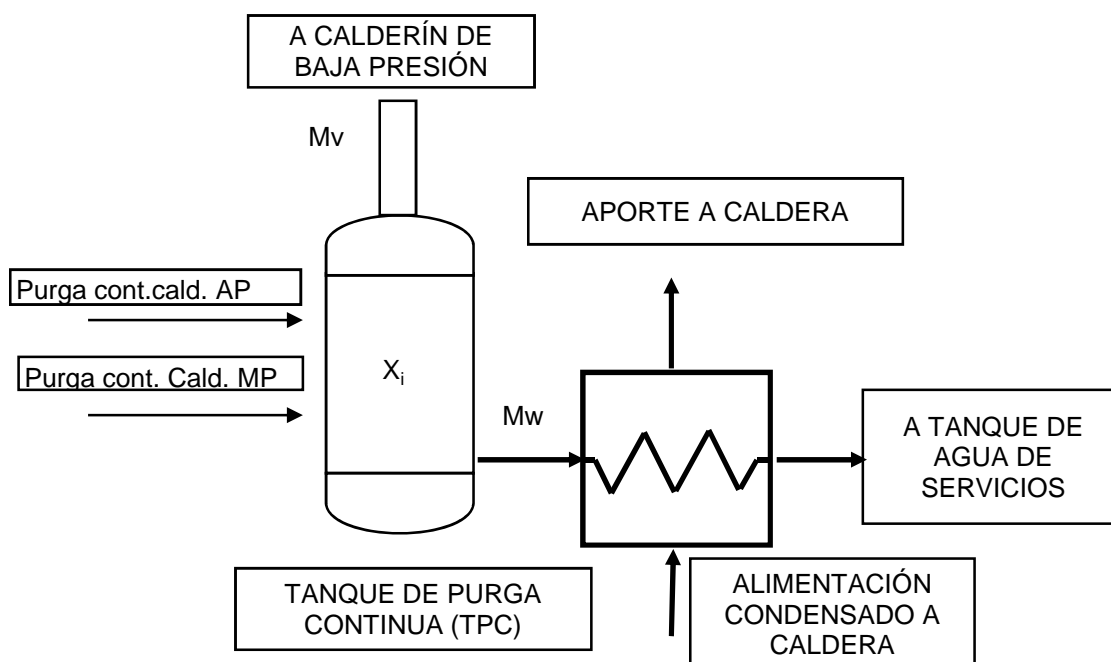 A CALDERÍN DE
BAJA PRESIÓN
Mv
APORTE A CALDERA
Purga cont.cald. AP
Purga cont. Cald. MP
Xi
Mw
A TANQUE DE
AGUA DE
SERVICIOS
TANQUE DE PURGA
CONTINUA (TPC)
ALIMENTACIÓN
CONDENSADO A
CALDERA